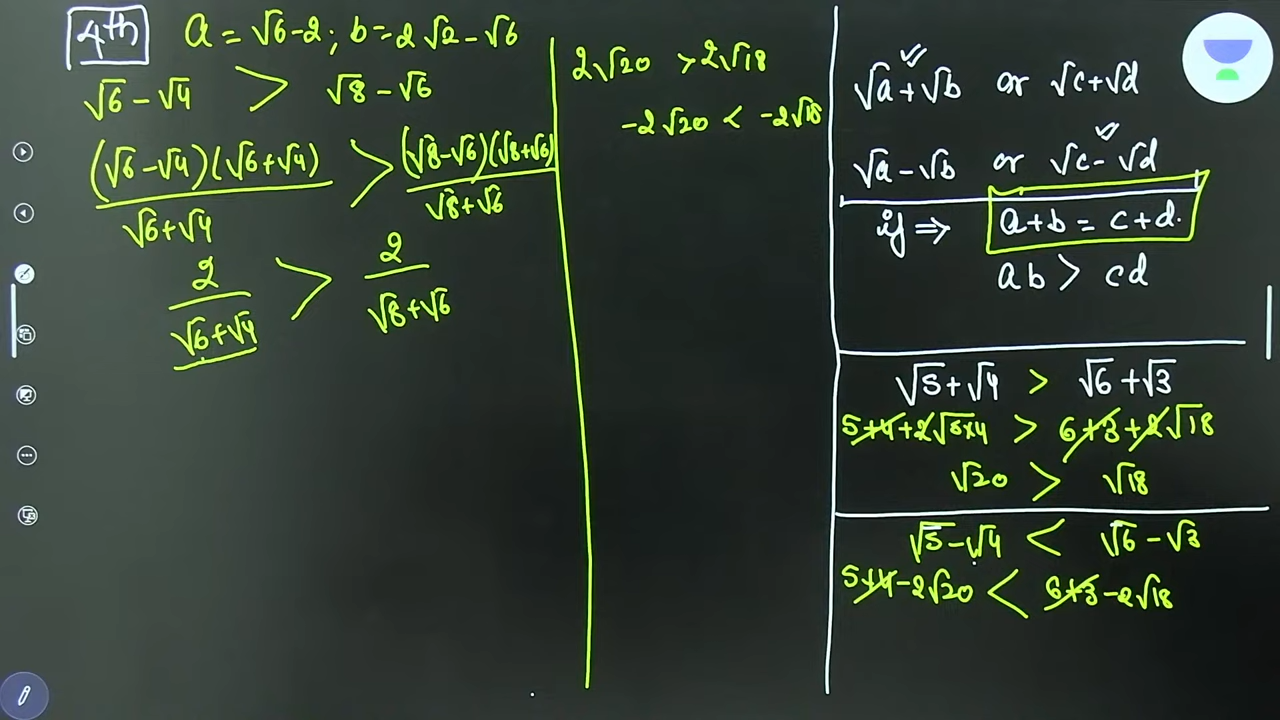 4th a = √6-2 ; b = 2√2 - √6
√6 - √4 > √8 - √6
(√6 - √4)(√6+√4) > (√8-√6)(√8+√6)
√6+√4 √8+√6
2 > 2
√6+√4 √8+√6
2√20 > 2√18
-2√20 < -2√18
√a+√b or √c+√d
√a-√b or √c-√d
if ⇒ a+b = c+d.
ab > cd
√5+√4 > √6+√3
5+4+2√5×4 > 6+3+2√18
√20 > √18
√5-√4 < √6-√3
5+4-2√20 < 6+3-2√18